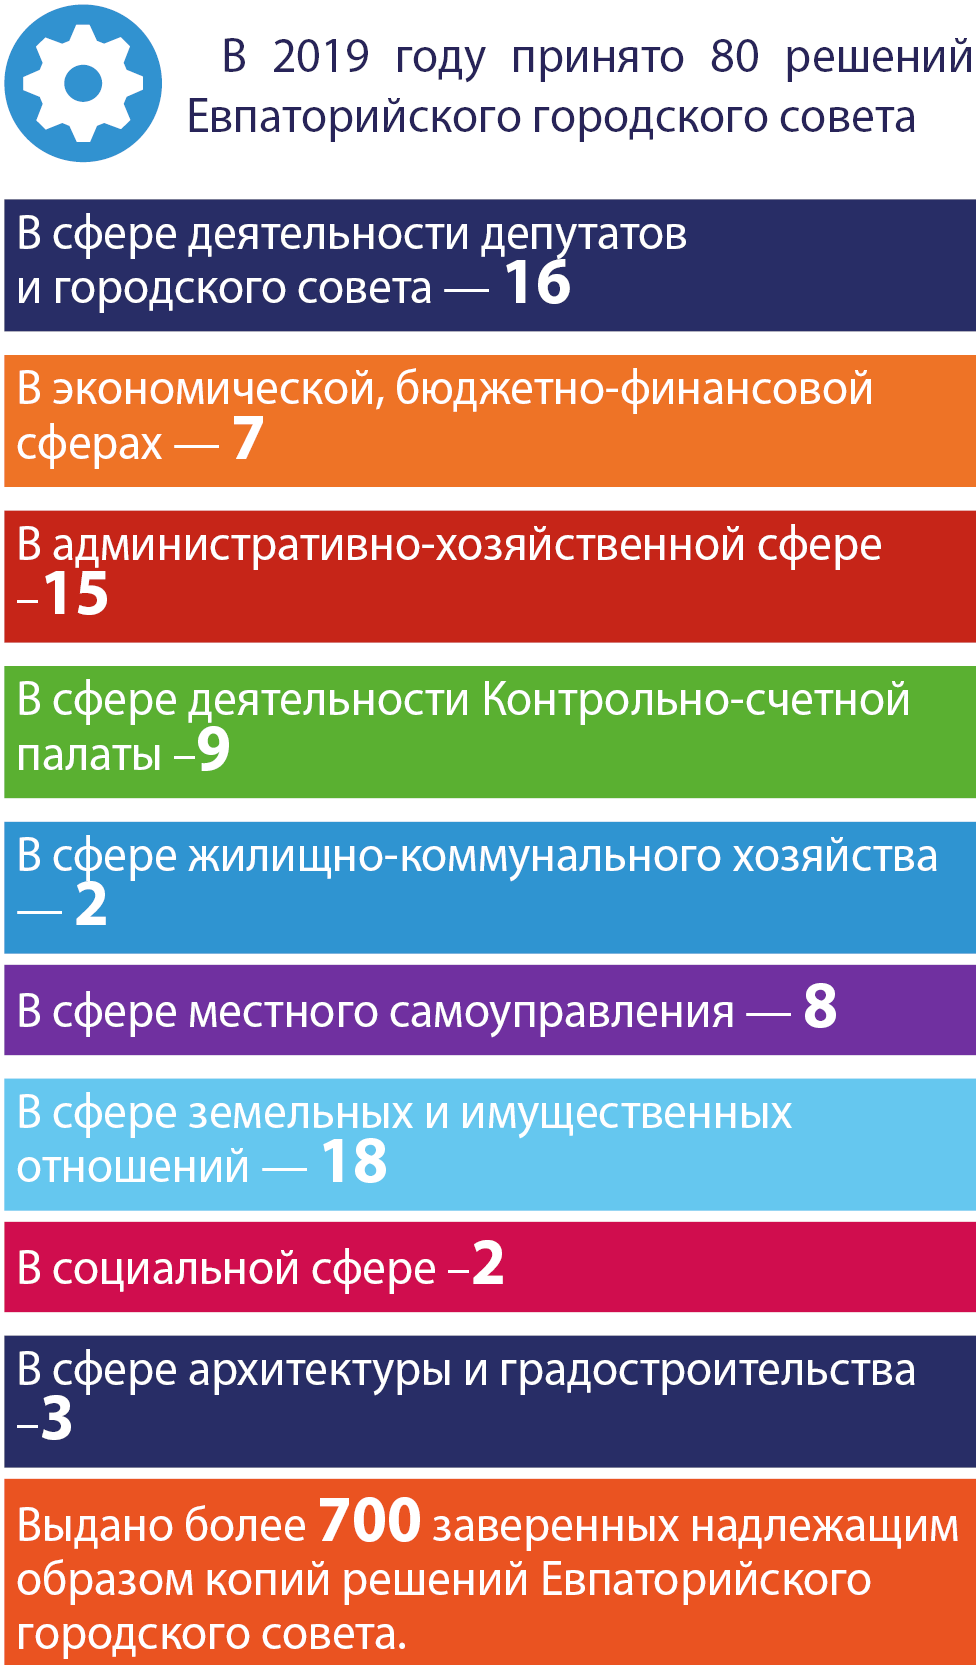 В 2019 году принято 80 решений
Евпаторийского городского совета
В сфере деятельности депутатов
и городского совета — 16
В экономической, бюджетно-финансовой
сферах — 7
В административно-хозяйственной сфере
–15
В сфере деятельности Контрольно-счетной
палаты –9
В сфере жилищно-коммунального хозяйства
— 2
В сфере местного самоуправления — 8
В сфере земельных и имущественных
отношений — 18
В социальной сфере –2
В сфере архитектуры и градостроительства
–3
Выдано более 700 заверенных надлежащим
образом копий решений Евпаторийского
городского совета.